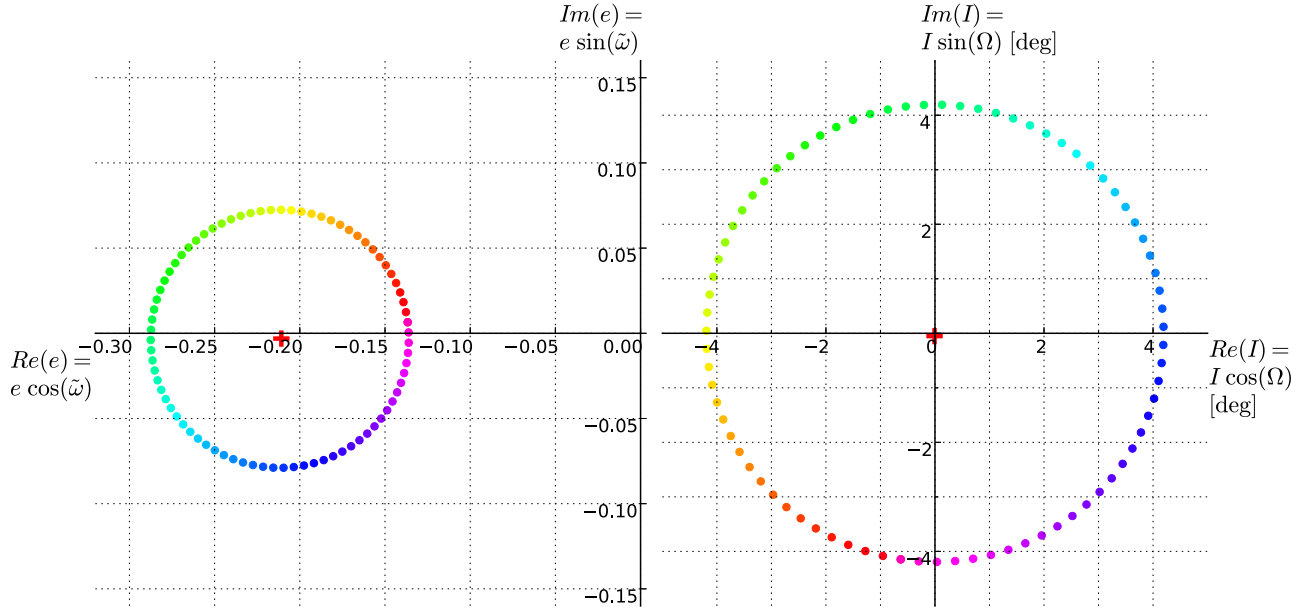 Im(e) =
e sin(ω̃)
0.15
0.10
0.05
−0.30
−0.25
−0.20
−0.15
−0.10
−0.05
0.00
Re(e) =
e cos(ω̃)
−0.05
−0.10
−0.15
Im(I) =
I sin(Ω) [deg]
4
2
−4
−2
0
2
4
Re(I) =
I cos(Ω)
[deg]
−2
−4